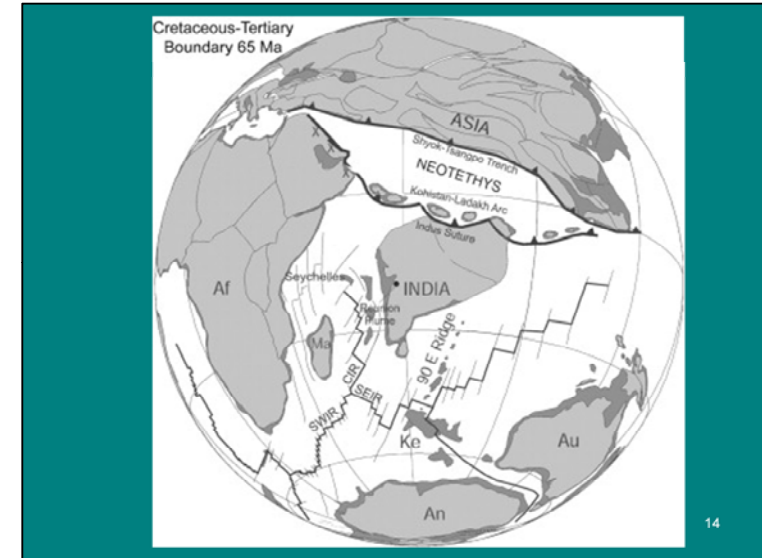 Cretaceous-Tertiary
Boundary 65 Ma
ASIA
Shyok-Tsangpo Trench
NEOTETHYS
Kohistan-Ladakh Arc
Indus Suture
Af
Seychelles
INDIA
Reunion
Plume
Ma
90 E Ridge
CIR
SEIR
SWIR
Ke
Au
An
14